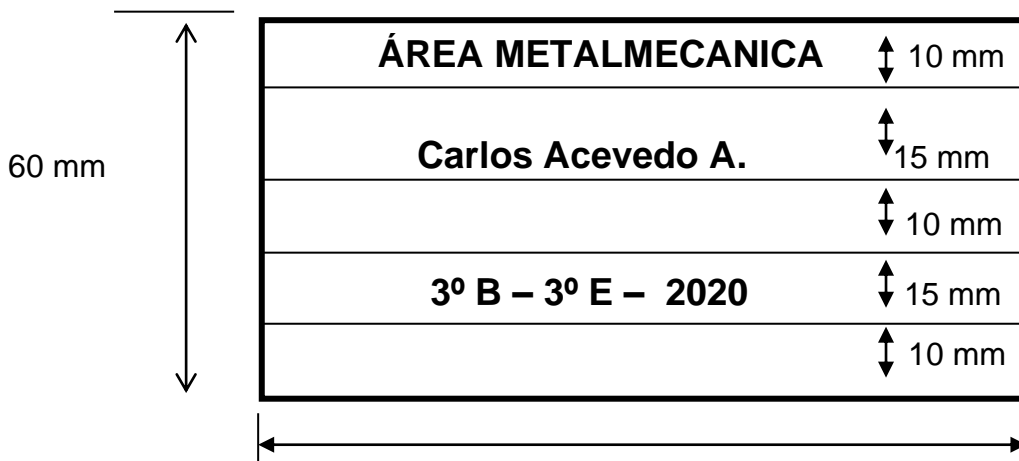 ÁREA METALMECANICA 10 mm
60 mm Carlos Acevedo A. 15 mm
10 mm
3º B – 3º E – 2020 15 mm
10 mm